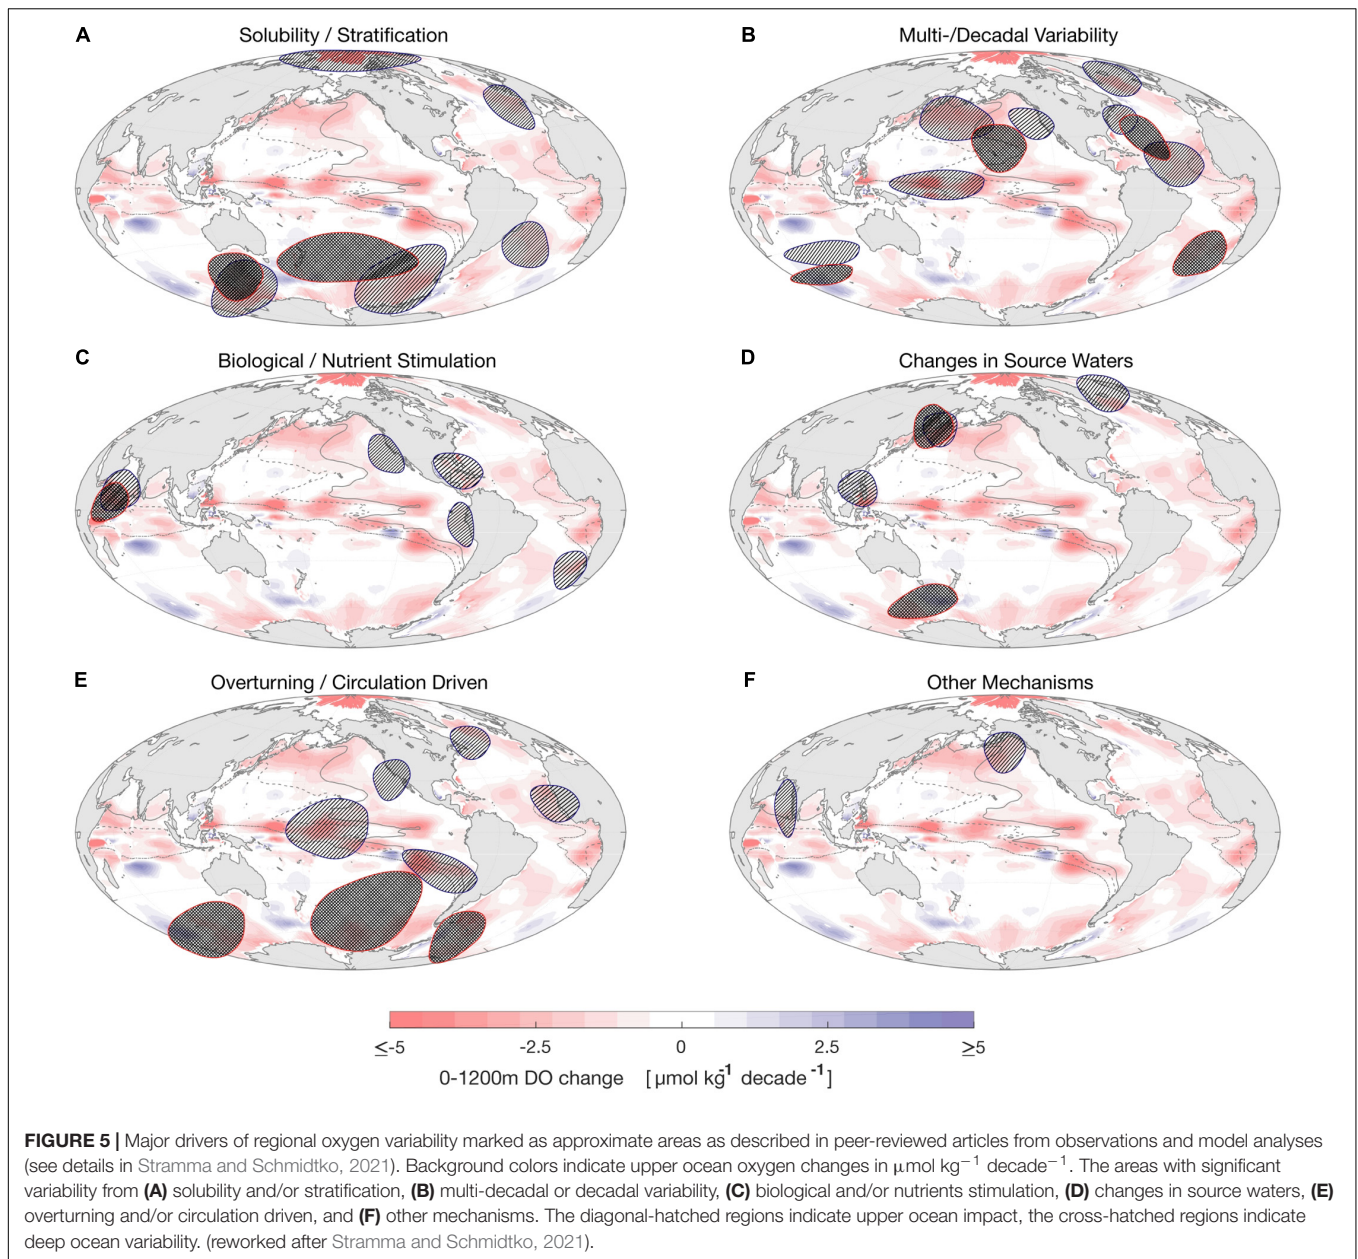 A Solubility / Stratification
B Multi-/Decadal Variability
C Biological / Nutrient Stimulation
D Changes in Source Waters
E Overturning / Circulation Driven
F Other Mechanisms
≤-5 -2.5 0 2.5 ≥5
0-1200m DO change [ µmol kg⁻¹ decade⁻¹ ]
FIGURE 5 | Major drivers of regional oxygen variability marked as approximate areas as described in peer-reviewed articles from observations and model analyses
(see details in Stramma and Schmidtko, 2021). Background colors indicate upper ocean oxygen changes in μmol kg⁻¹ decade⁻¹. The areas with significant
variability from (A) solubility and/or stratification, (B) multi-decadal or decadal variability, (C) biological and/or nutrients stimulation, (D) changes in source waters, (E)
overturning and/or circulation driven, and (F) other mechanisms. The diagonal-hatched regions indicate upper ocean impact, the cross-hatched regions indicate
deep ocean variability. (reworked after Stramma and Schmidtko, 2021).